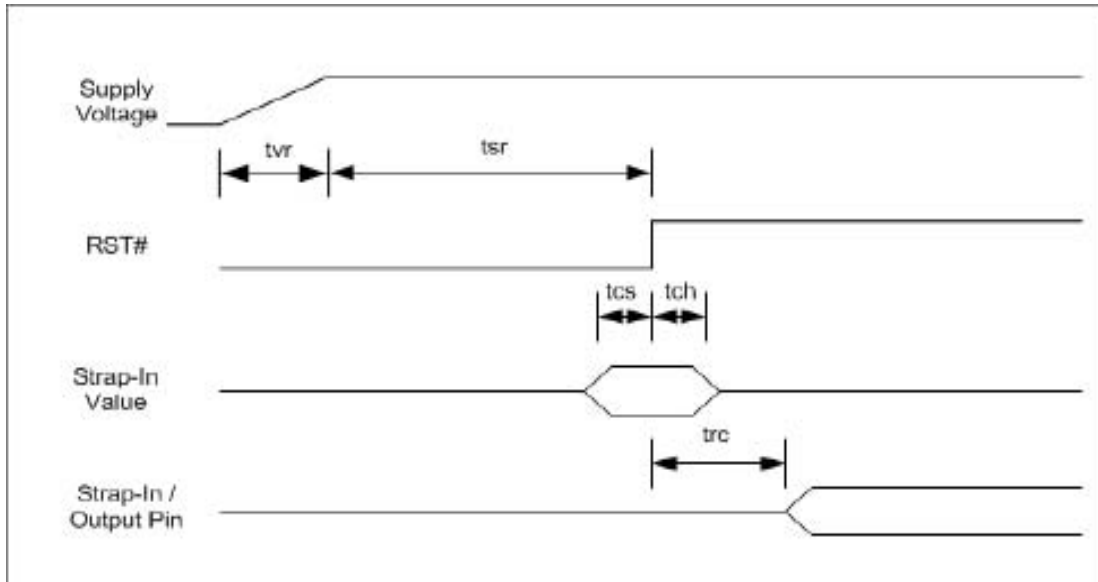 Supply
Voltage
tvr
tsr
RST#
tcs
tch
Strap-In
Value
trc
Strap-In /
Output Pin